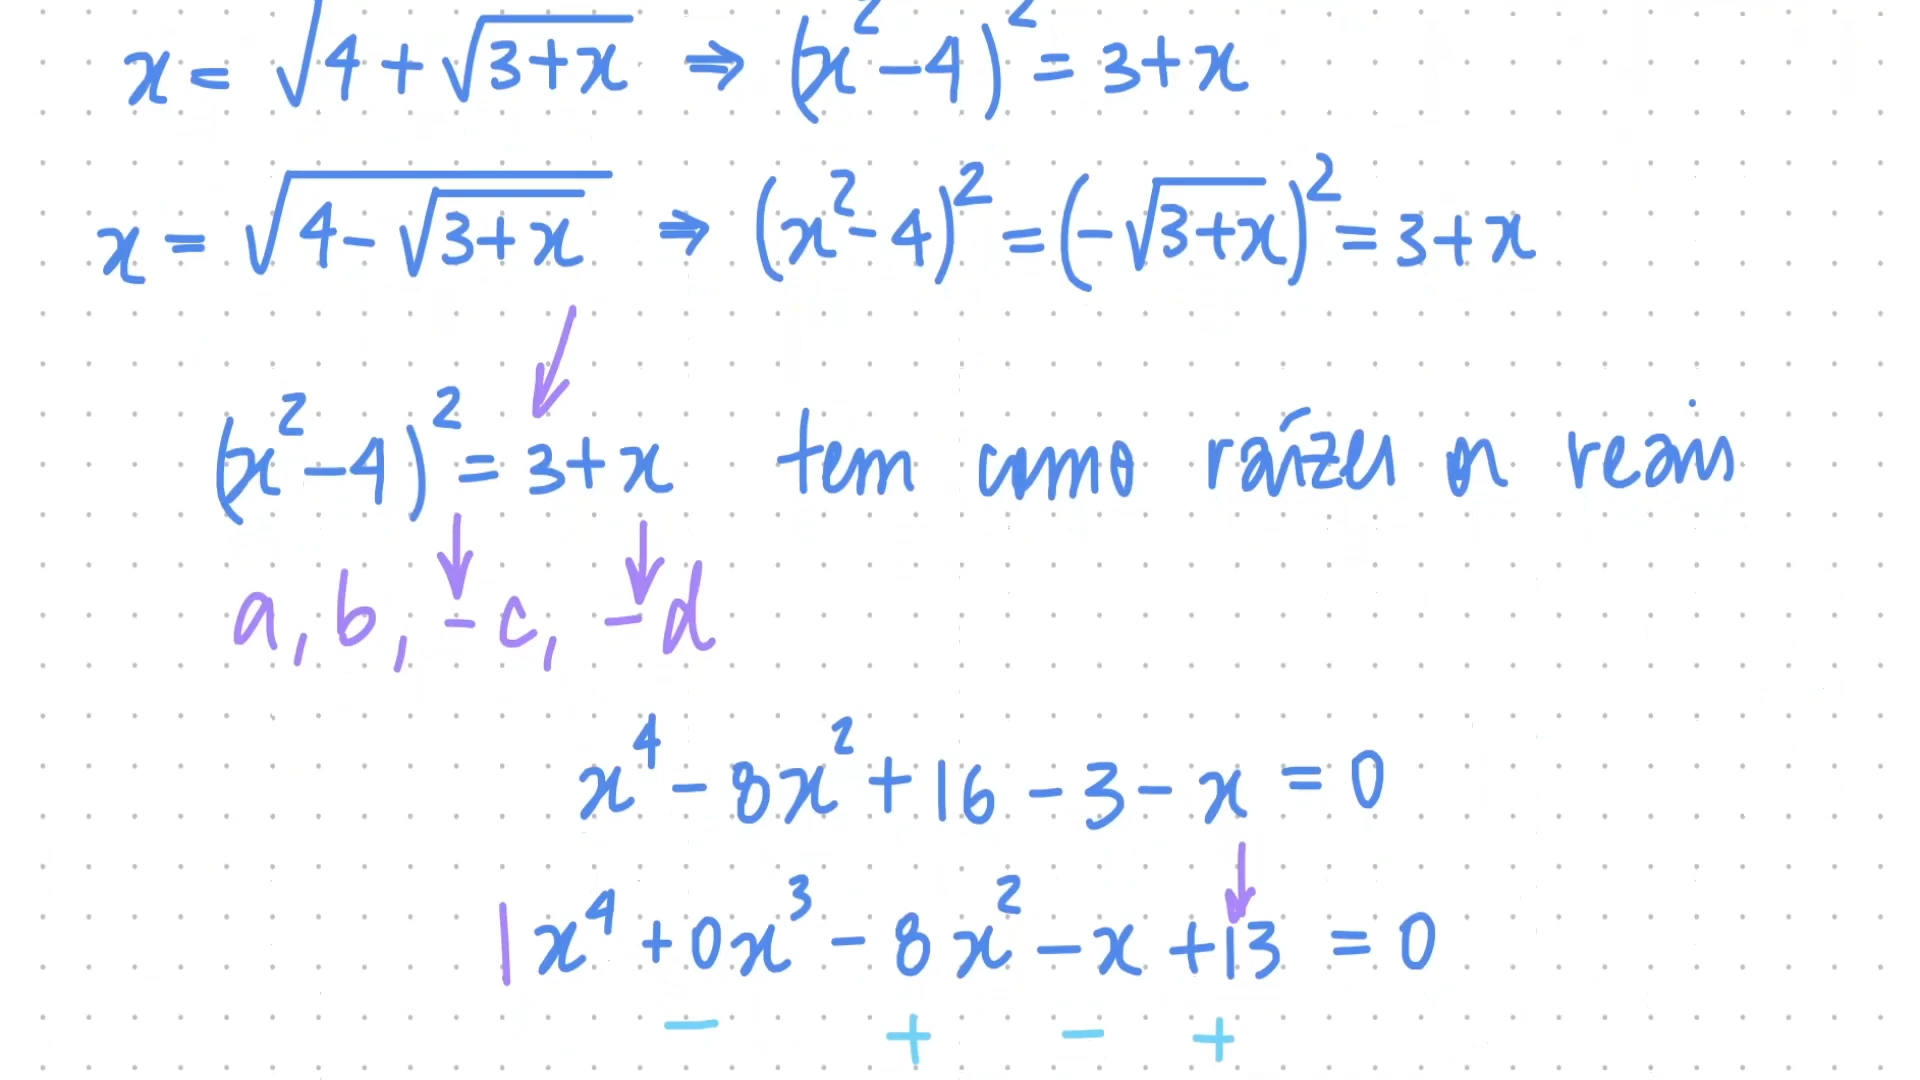 x = √(4 + √(3+x)) ⇒ (x² - 4)² = 3 + x
x = √(4 - √(3+x)) ⇒ (x² - 4)² = (-√(3+x))² = 3 + x
(x² - 4)² = 3 + x tem como raízes os reais
a, b, -c, -d
x⁴ - 8x² + 16 - 3 - x = 0
1x⁴ + 0x³ - 8x² - x + 13 = 0
- + - +